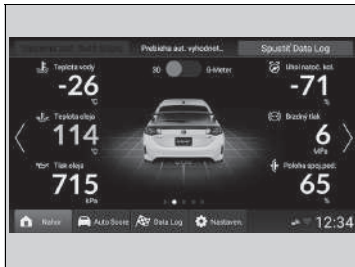 Prebieha aut. vyhodnot..
Spustiť Data Log
Teplota vody
-26
°C
3D
G-Meter
Uhol natoč. kol.
-71
°
Teplota oleja
114
°C
Brzdný tlak
6
MPa
Tlak oleja
715
kPa
Poloha spoj.ped.
65
%
Návrat
Auto Score
Data Log
Nastaven.
12:34